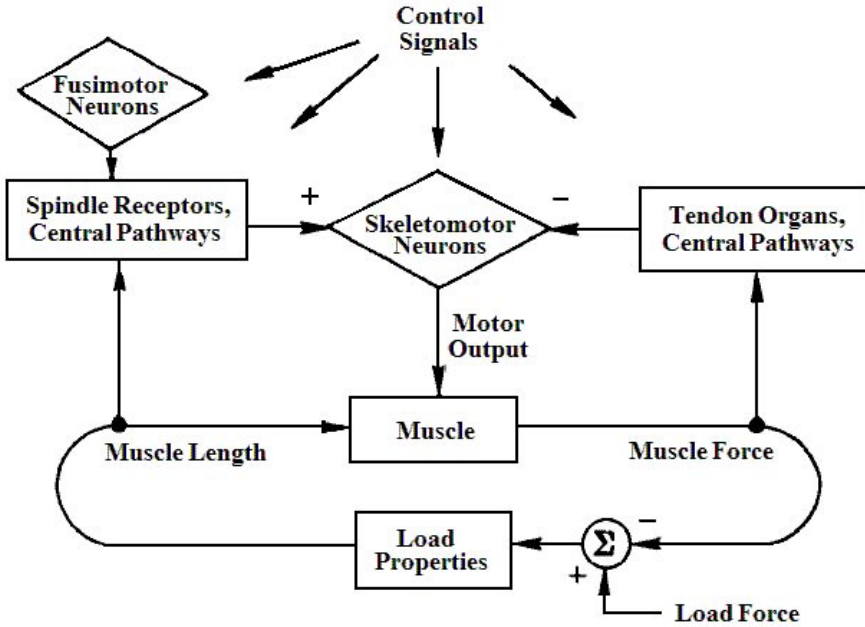 Control
Signals
Fusimotor
Neurons
+
−
Spindle Receptors,
Central Pathways
Skeletomotor
Neurons
Tendon Organs,
Central Pathways
Motor
Output
Muscle
Muscle Length
Muscle Force
Load
Properties
Σ
−
+
Load Force